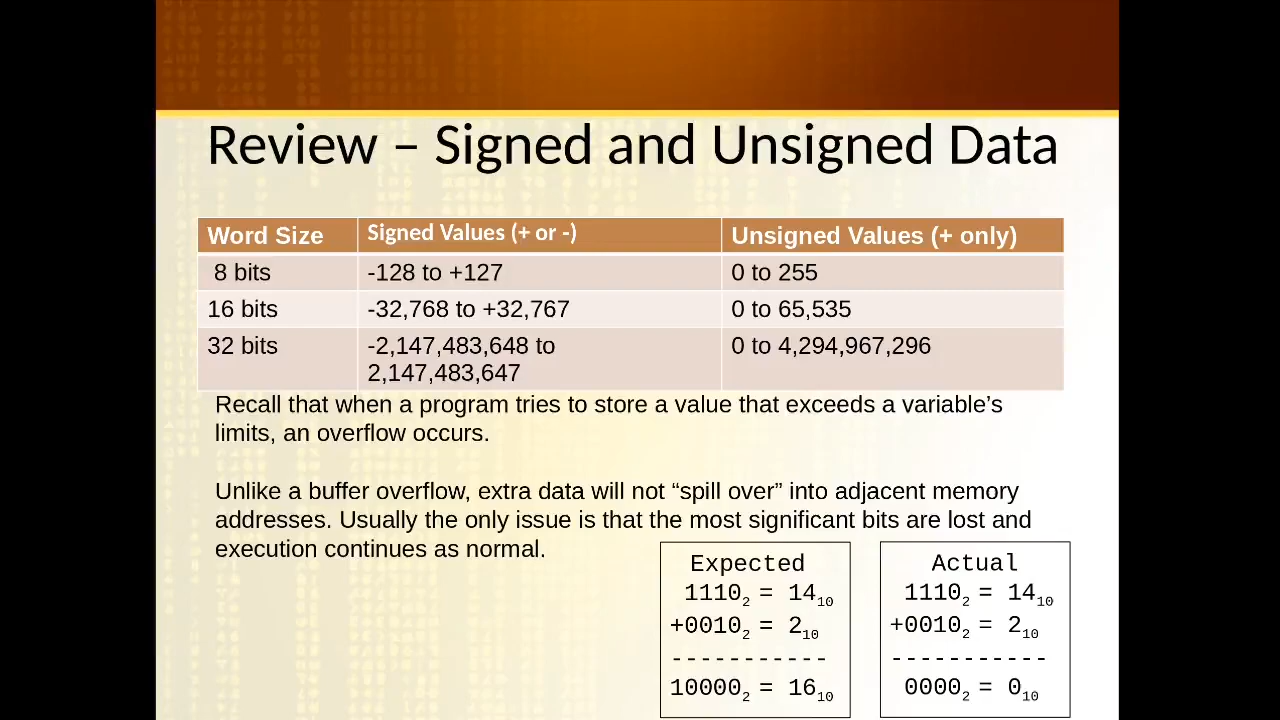 Review – Signed and Unsigned Data
Word Size Signed Values (+ or -) Unsigned Values (+ only)
8 bits -128 to +127 0 to 255
16 bits -32,768 to +32,767 0 to 65,535
32 bits -2,147,483,648 to 0 to 4,294,967,296
2,147,483,647
Recall that when a program tries to store a value that exceeds a variable’s
limits, an overflow occurs.
Unlike a buffer overflow, extra data will not “spill over” into adjacent memory
addresses. Usually the only issue is that the most significant bits are lost and
execution continues as normal.
Expected
1110₂ = 14₁₀
+0010₂ = 2₁₀
-----------
10000₂ = 16₁₀
Actual
1110₂ = 14₁₀
+0010₂ = 2₁₀
-----------
0000₂ = 0₁₀